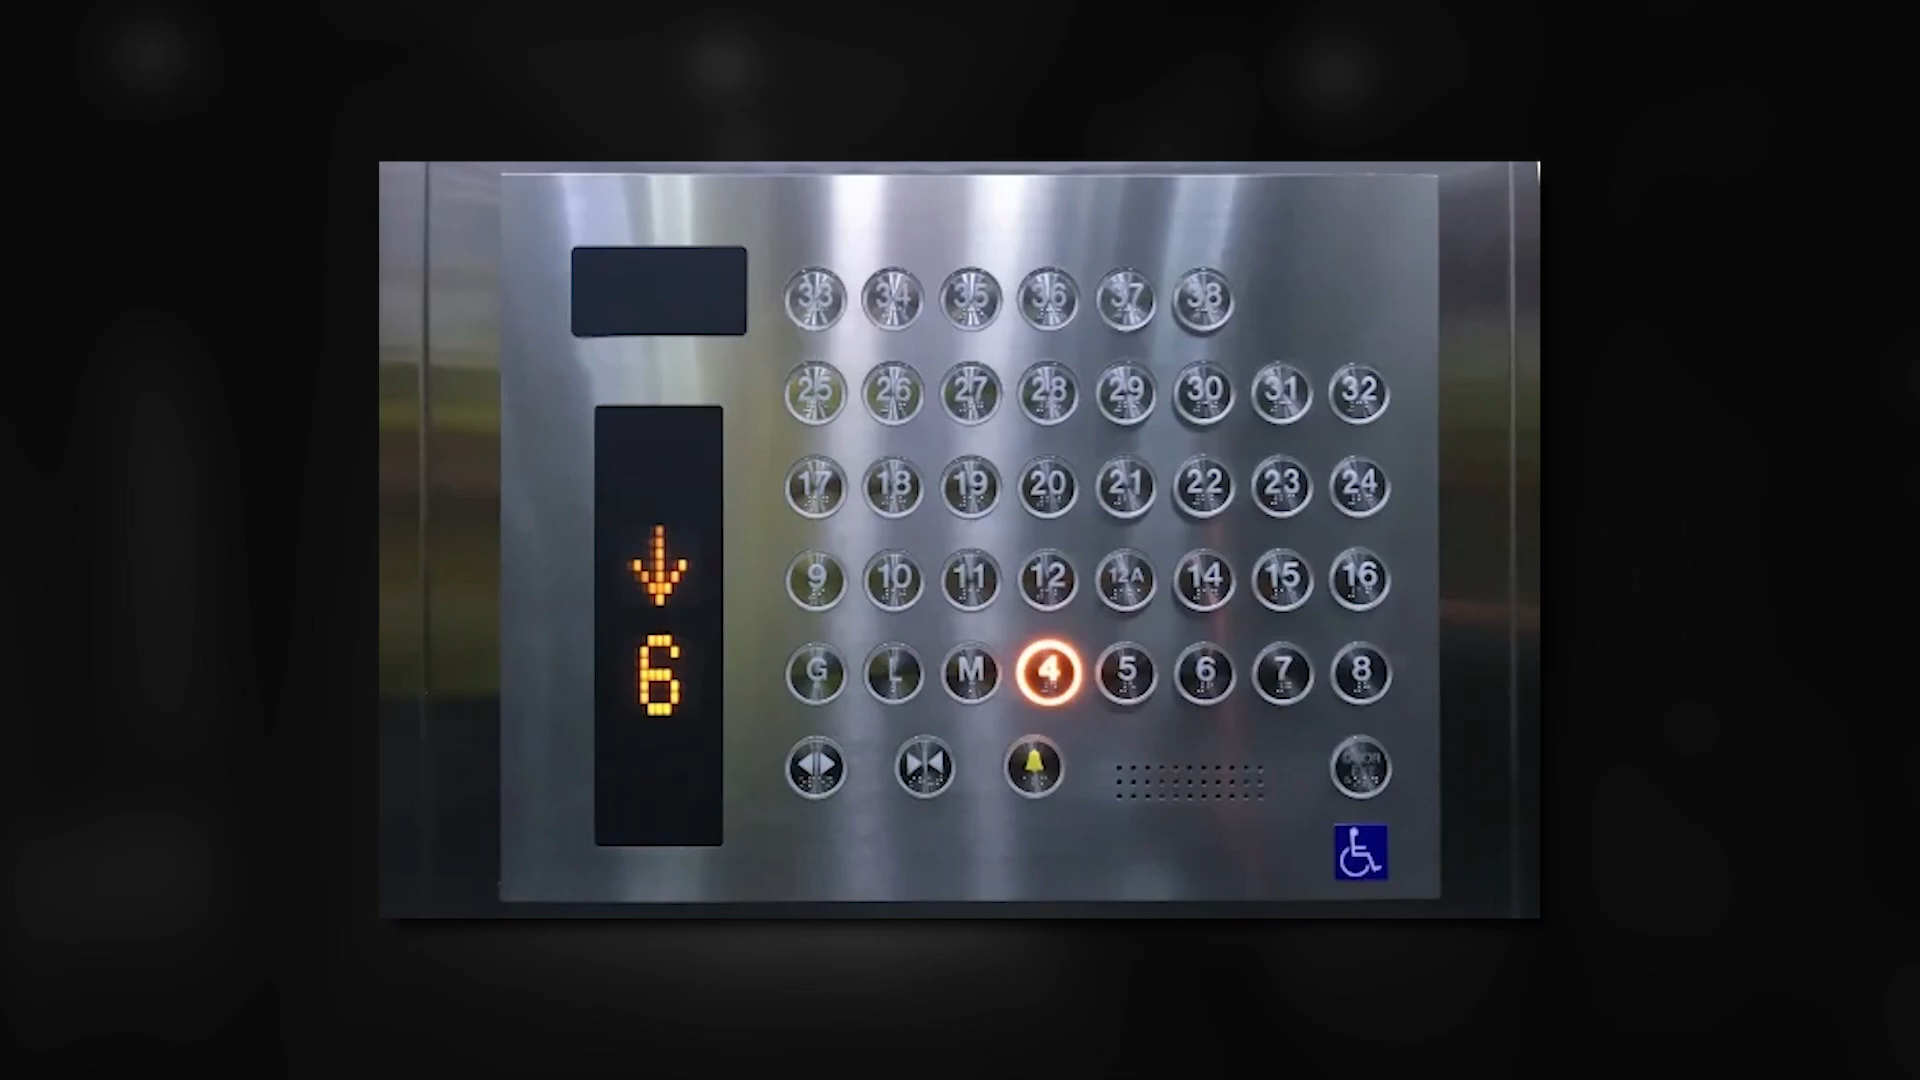 33 34 35 36 37 38
25 26 27 28 29 30 31 32
17 18 19 20 21 22 23 24
9 10 11 12 12A 14 15 16
6
G L M 4 5 6 7 8
DOOR